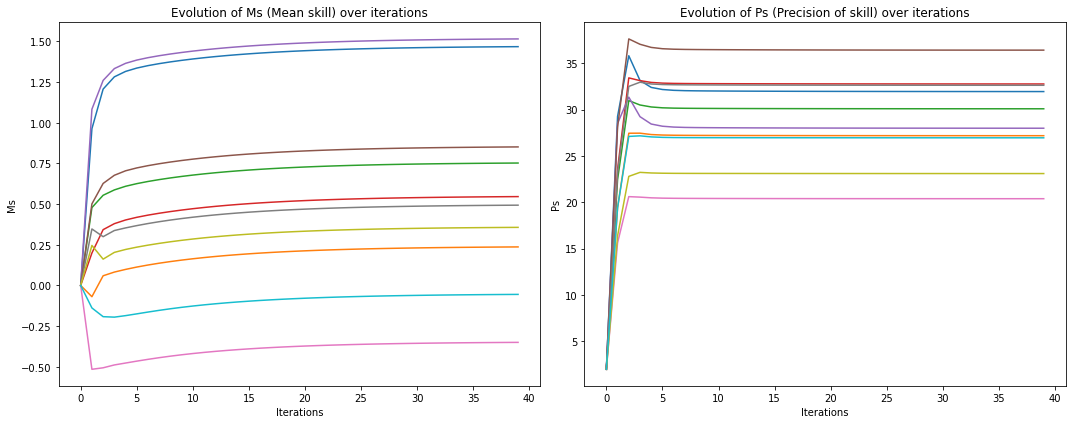 Evolution of Ms (Mean skill) over iterations
Ms
1.50
1.25
1.00
0.75
0.50
0.25
0.00
−0.25
−0.50
0 5 10 15 20 25 30 35 40
Iterations
Evolution of Ps (Precision of skill) over iterations
Ps
35
30
25
20
15
10
5
0 5 10 15 20 25 30 35 40
Iterations